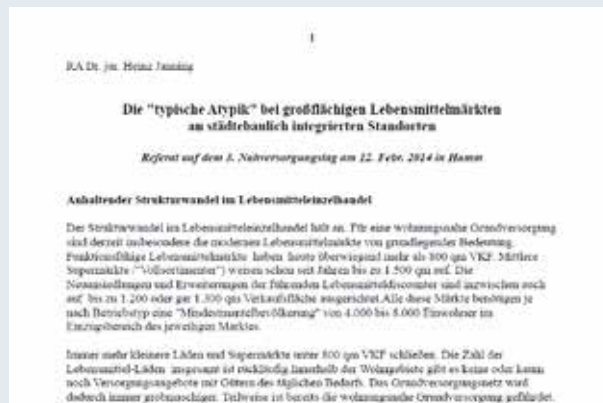 1
RA Dr. jur. Heinz Janning
Die "typische Atypik" bei großflächigen Lebensmittelmärkten
an städtebaulich integrierten Standorten
Referat auf dem 3. Nahversorgungstag am 12. Febr. 2014 in Hamm
Anhaltender Strukturwandel im Lebensmitteleinzelhandel
Der Strukturwandel im Lebensmitteleinzelhandel hält an. Für eine wohnungsnahe Grundversorgung
sind derzeit insbesondere die modernen Lebensmittelmärkte von grundlegender Bedeutung.
Funktionsfähige Lebensmittelmärkte haben heute überwiegend mehr als 800 qm VKF. Mittlere
Supermärkte ("Vollsortimenter") weisen schon seit Jahren bis zu 1.500 qm auf. Die
Neuansiedlungen und Erweiterungen der führenden Lebensmitteldiscounter sind inzwischen auch
auf bis zu 1.200 oder gar 1.300 qm Verkaufsfläche ausgerichtet.Alle diese Märkte benötigen je
nach Betriebstyp eine "Mindestmantelbevölkerung" von 4.000 bis 8.000 Einwohner im
Einzugsbereich des jeweiligen Marktes.
Immer mehr kleinere Läden und Supermärkte unter 800 qm VKF schließen. Die Zahl der
Lebensmittel-Läden insgesamt ist rückläufig.Innerhalb der Wohngebiete gibt es keine oder kaum
noch Versorgungsangebote mit Gütern des täglichen Bedarfs. Das Grundversorgungsnetz wird
dadurch immer grobmaschiger. Teilweise ist bereits die wohnungsnahe Grundversorgung gefährdet.